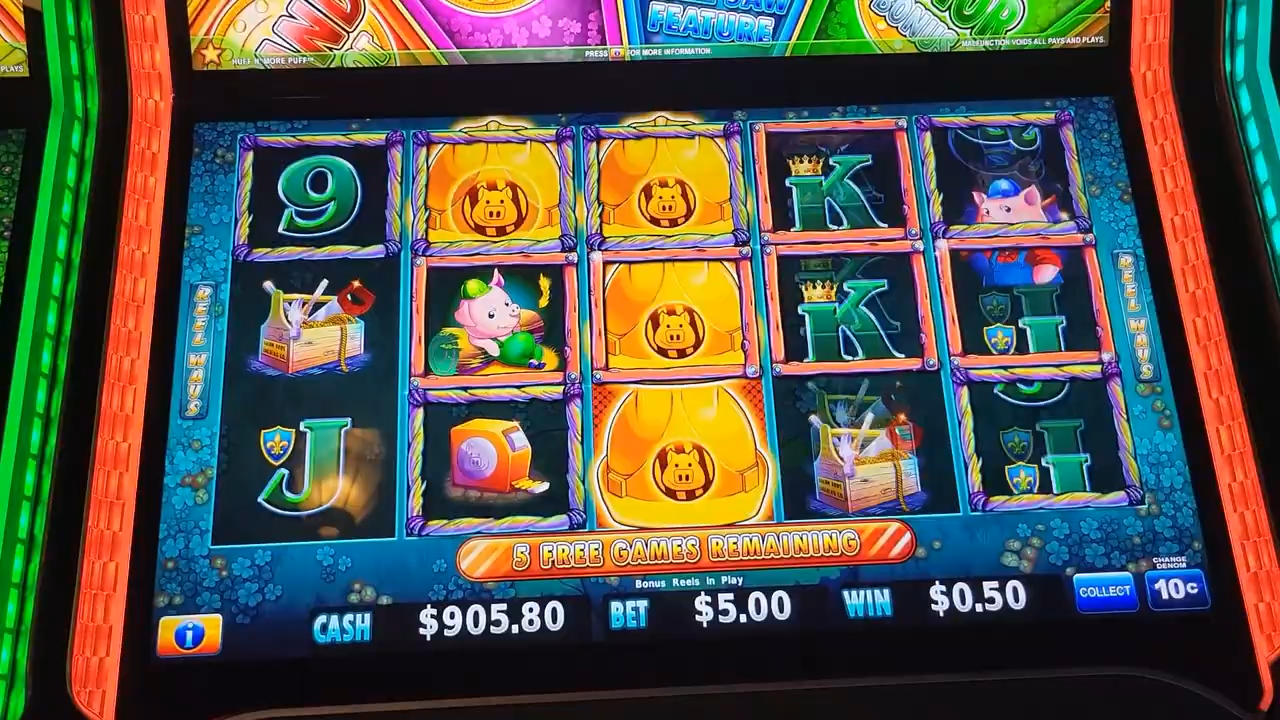 FEATURE
BONUS
PLAYS
HUFF N' MORE PUFF™
PRESS i FOR MORE INFORMATION.
MALFUNCTION VOIDS ALL PAYS AND PLAYS.
9
K
REEL WAYS
K
J
REEL WAYS
J
J
5 FREE GAMES REMAINING
Bonus Reels In Play
CASH $905.80 BET $5.00 WIN $0.50
COLLECT
CHANGE
DENOM
10¢
i